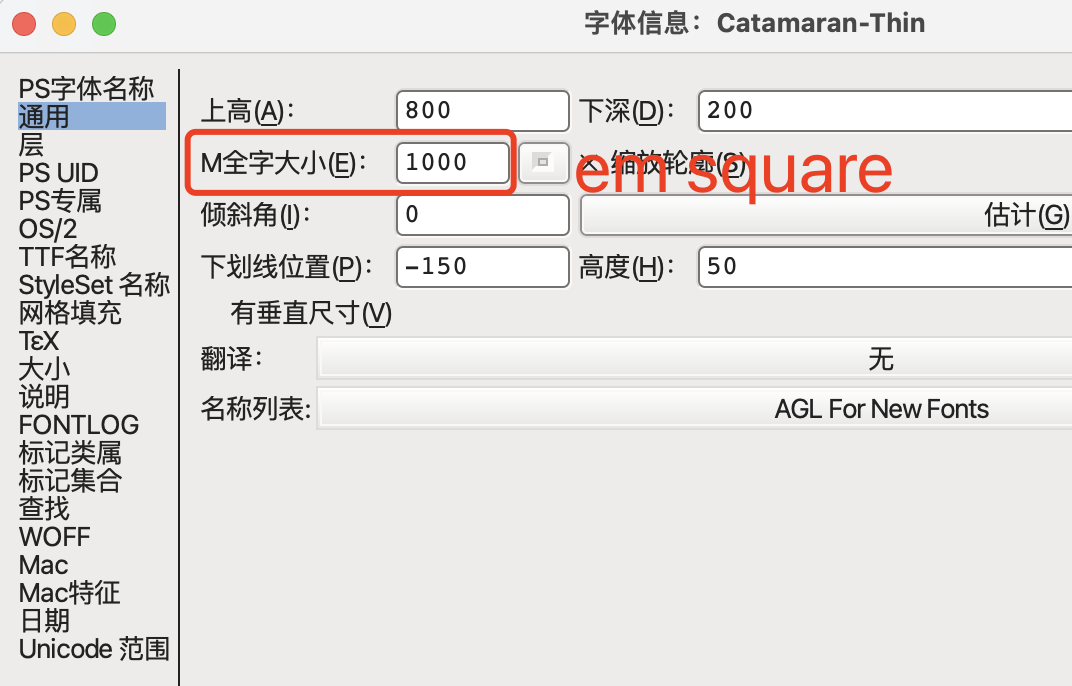 字体信息：Catamaran-Thin
PS字体名称
通用
层
PS UID
PS专属
OS/2
TTF名称
StyleSet 名称
网格填充
TεX
大小
说明
FONTLOG
标记类属
标记集合
查找
WOFF
Mac
Mac特征
日期
Unicode 范围
上高(A)： 800 下深(D)： 200
M全字大小(E)： 1000 × 缩放轮廓(S)
em square
倾斜角(I)： 0 估计(G)
下划线位置(P)： -150 高度(H)： 50
有垂直尺寸(V)
翻译： 无
名称列表: AGL For New Fonts